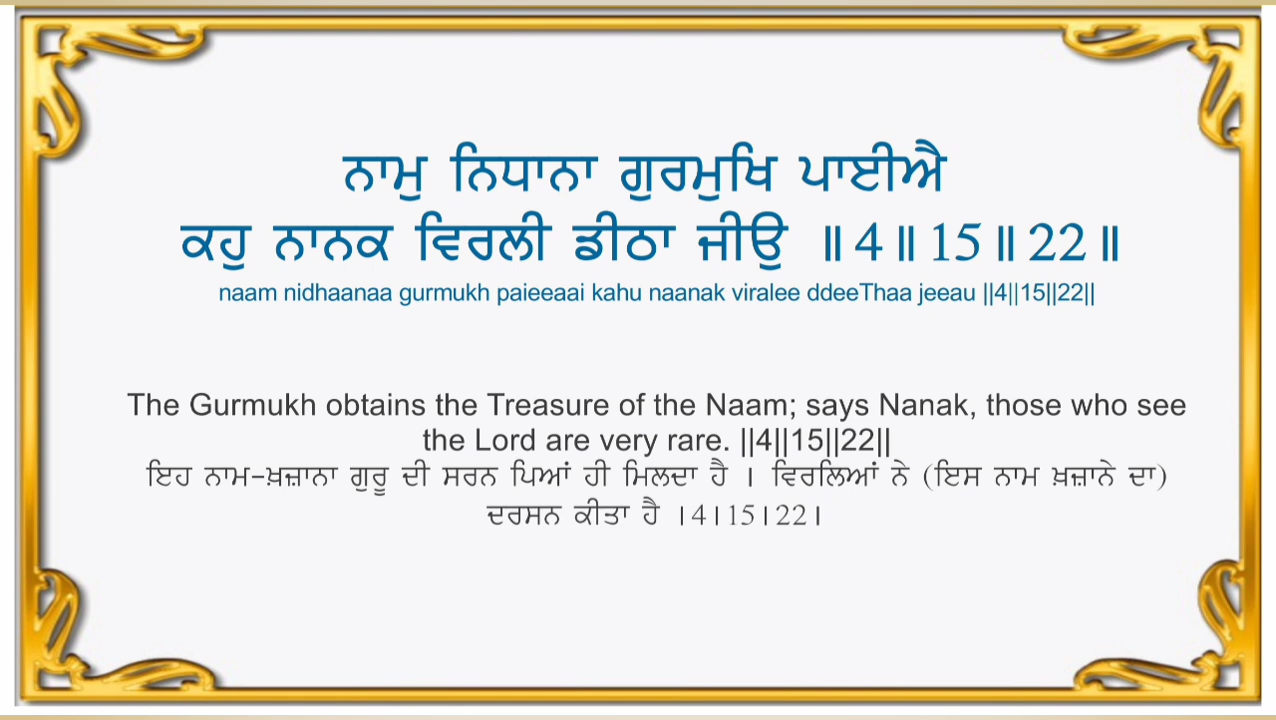 ਨਾਮੁ ਨਿਧਾਨਾ ਗੁਰਮੁਖਿ ਪਾਈਐ
ਕਹੁ ਨਾਨਕ ਵਿਰਲੀ ਡੀਠਾ ਜੀਉ ॥4॥15॥22॥
naam nidhaanaa gurmukh paieeaai kahu naanak viralee ddeeThaa jeeau ||4||15||22||
The Gurmukh obtains the Treasure of the Naam; says Nanak, those who see
the Lord are very rare. ||4||15||22||
ਇਹ ਨਾਮ-ਖ਼ਜ਼ਾਨਾ ਗੁਰੂ ਦੀ ਸਰਨ ਪਿਆਂ ਹੀ ਮਿਲਦਾ ਹੈ । ਵਿਰਲਿਆਂ ਨੇ (ਇਸ ਨਾਮ ਖ਼ਜ਼ਾਨੇ ਦਾ)
ਦਰਸਨ ਕੀਤਾ ਹੈ ।4।15।22।